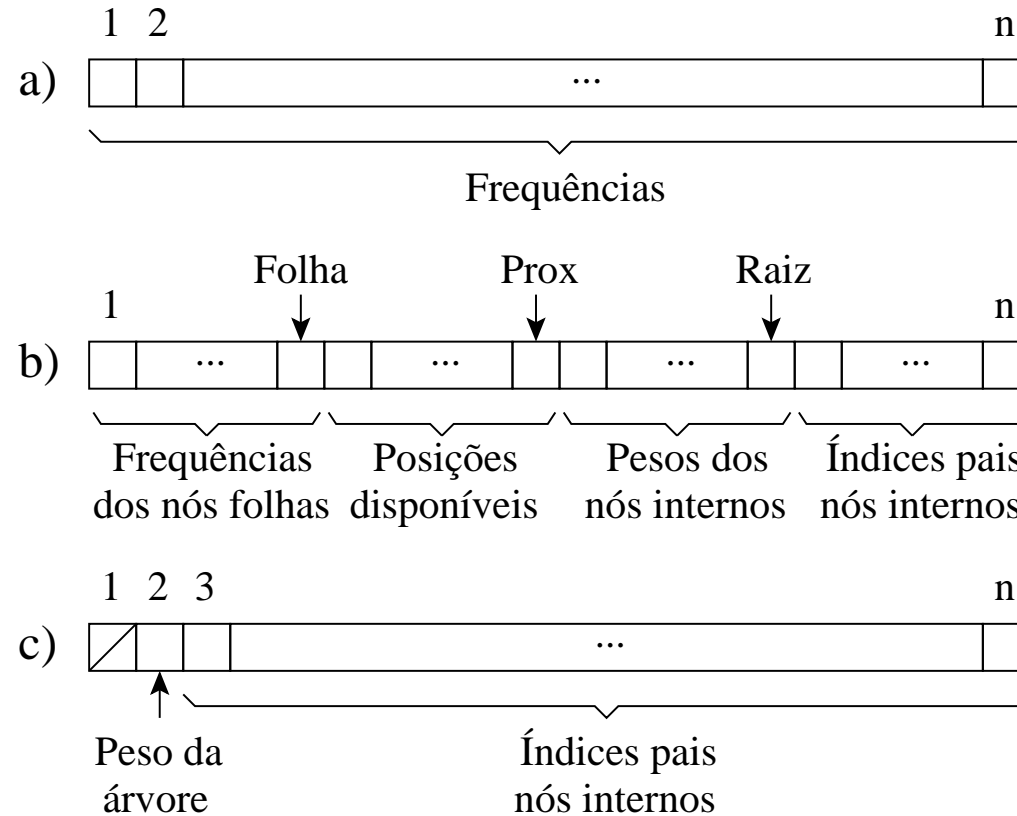 1 2 n
a) ...
Frequências
Folha Prox Raiz
1 n
b) ... ... ... ...
Frequências Posições Pesos dos Índices pais
dos nós folhas disponíveis nós internos nós internos
1 2 3 n
c) ...
Peso da Índices pais
árvore nós internos